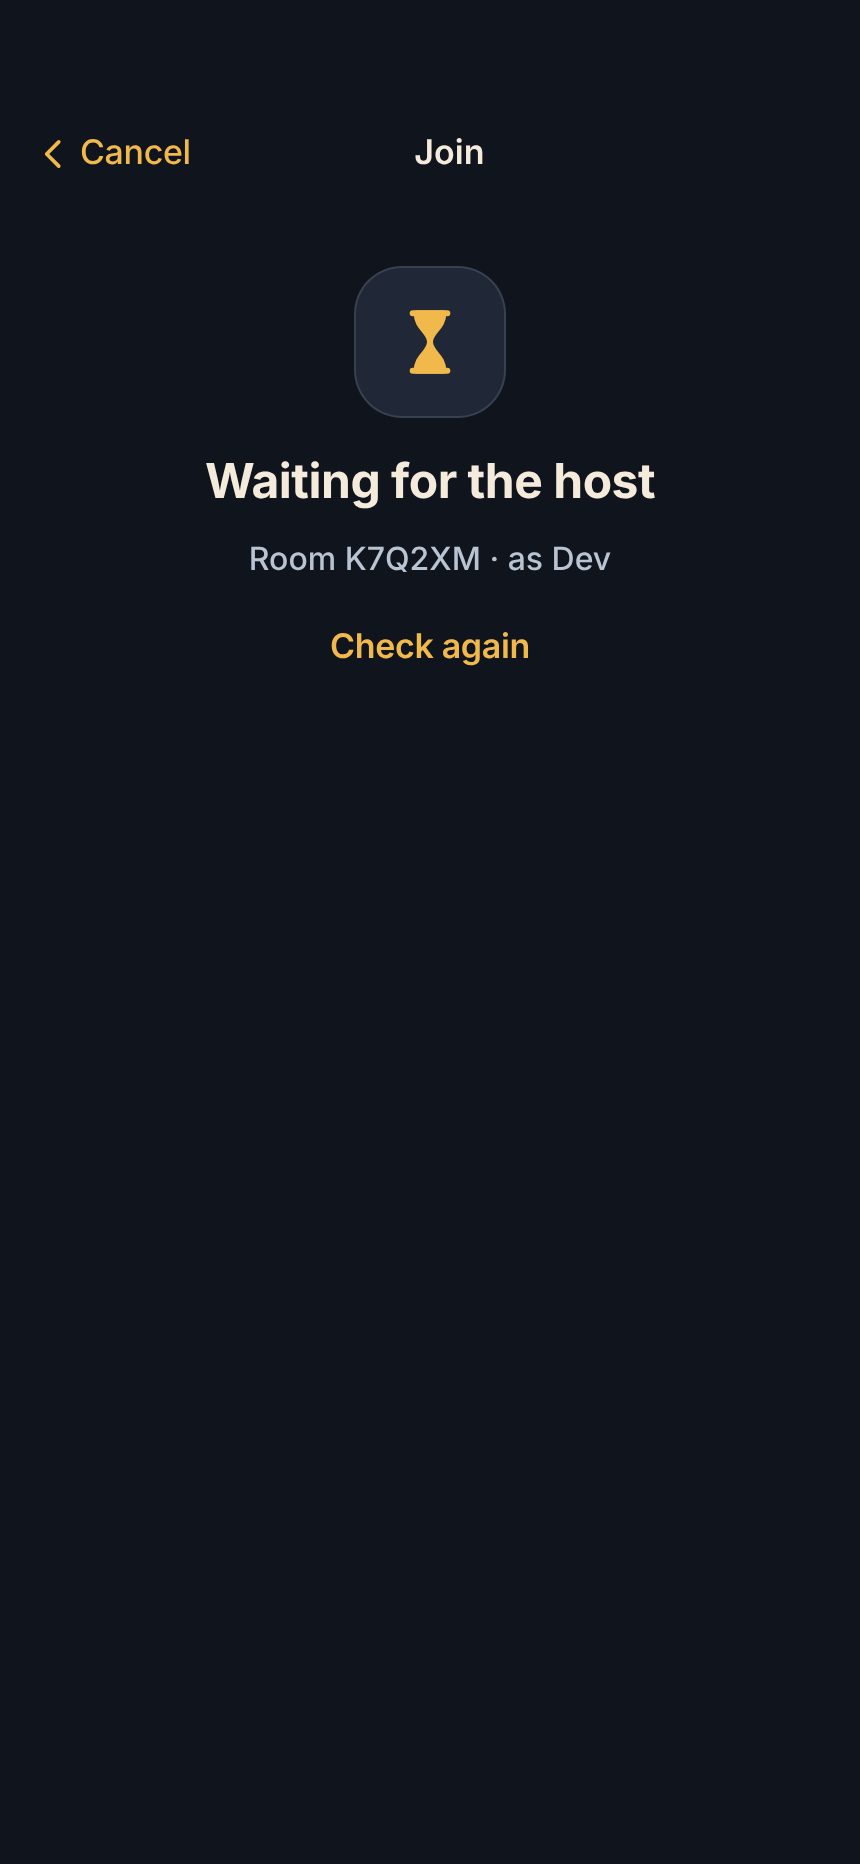 Cancel
Join
Waiting for the host
Room K7Q2XM · as Dev
Check again